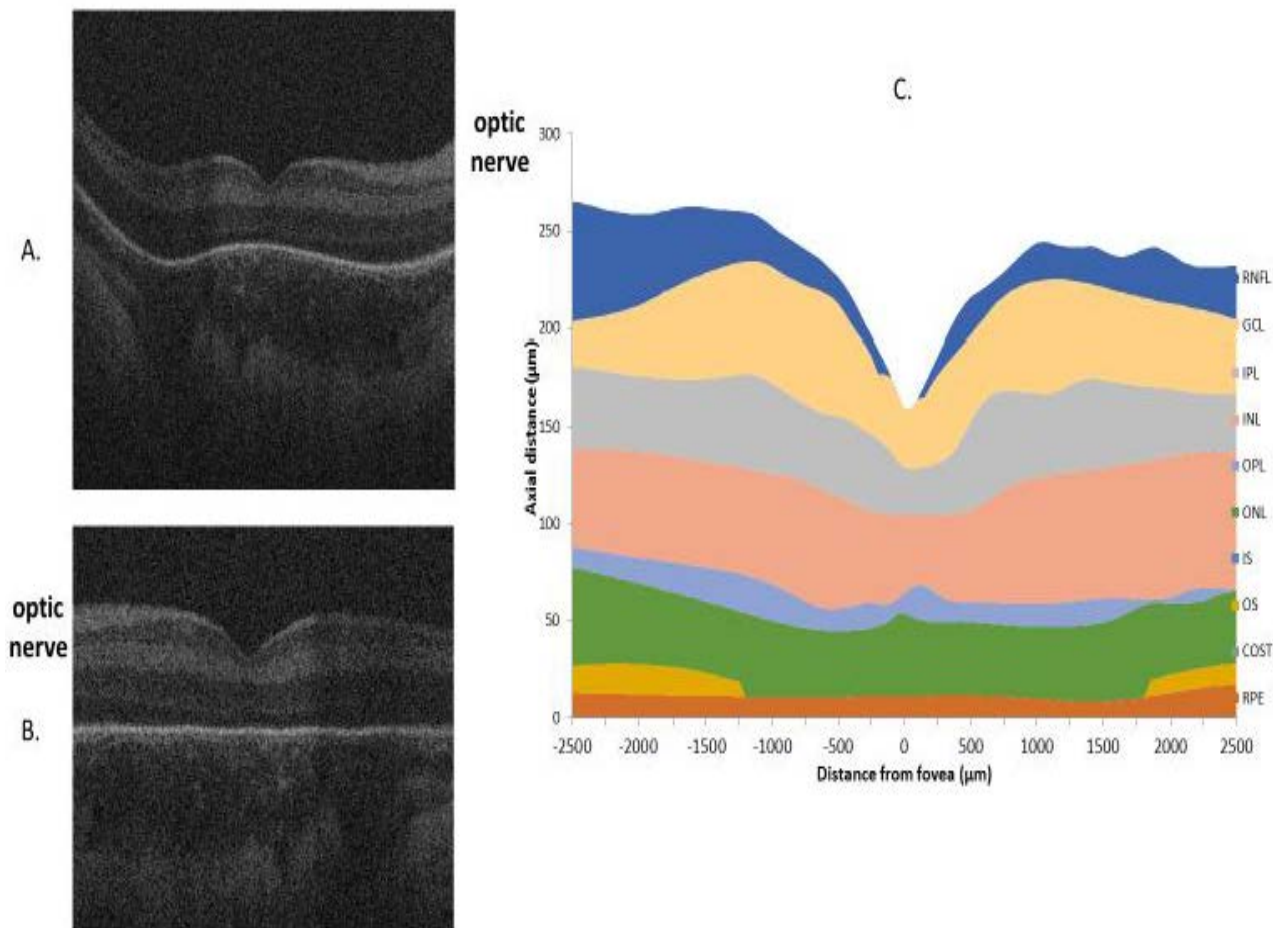 A.
optic
nerve
B.
optic
nerve
C.
Axial distance (µm)
300
250
200
150
100
50
0
-2500 -2000 -1500 -1000 -500 0 500 1000 1500 2000 2500
Distance from fovea (µm)
RNFL
GCL
IPL
INL
OPL
ONL
IS
OS
COST
RPE